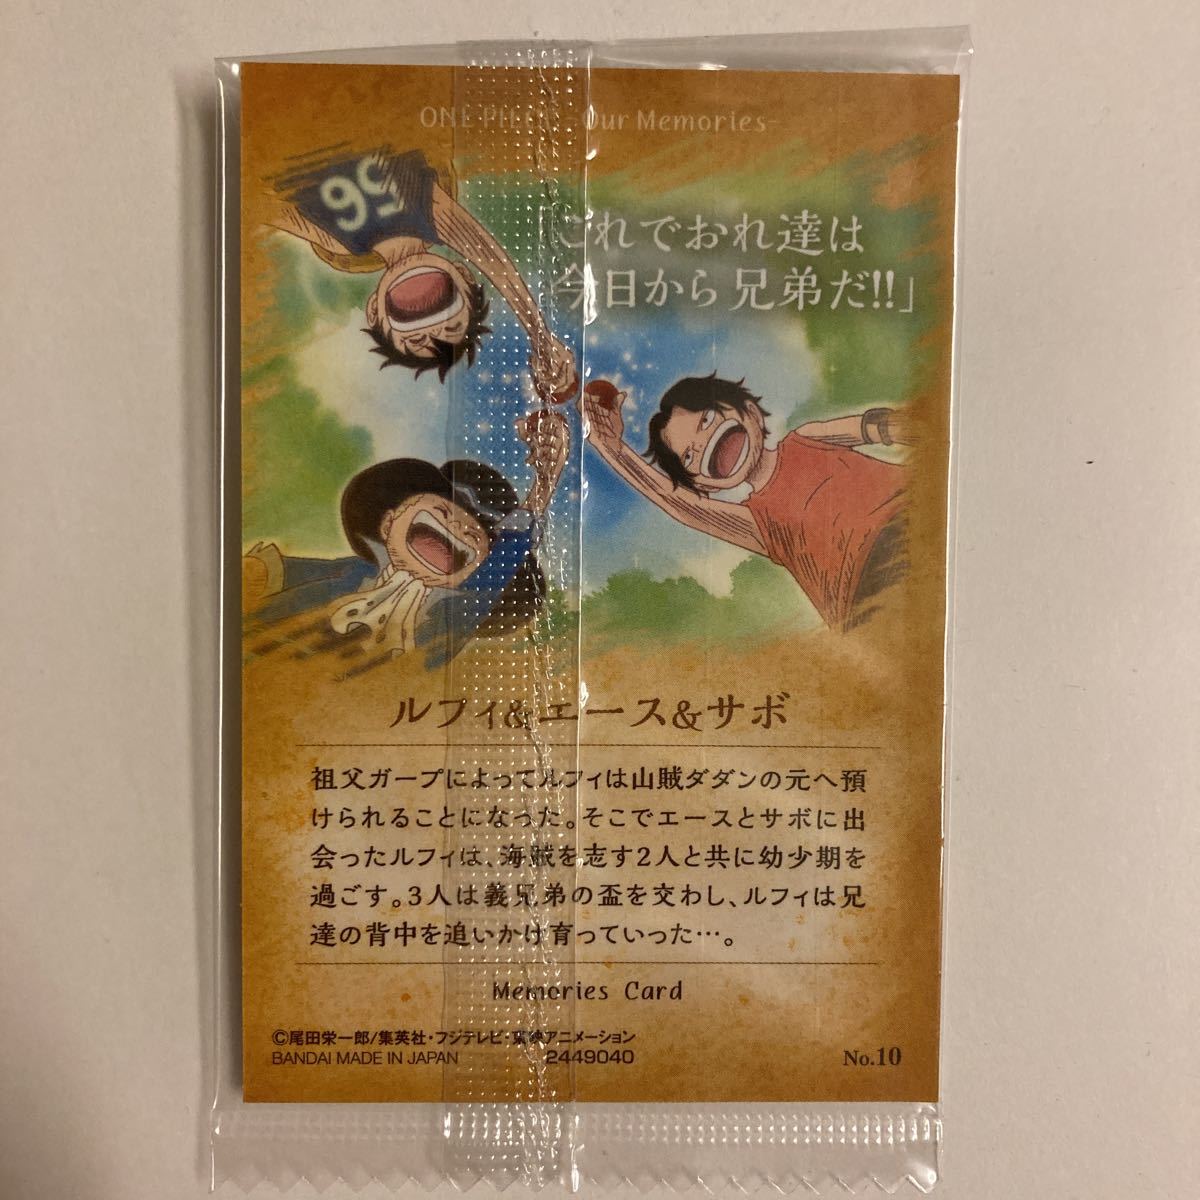 ONE PIECE -Our Memories-
56
「これでおれ達は
今日から兄弟だ!!」
ルフィ&エース&サボ
祖父ガープによってルフィは山賊ダダンの元へ預
けられることになった。そこでエースとサボに出
会ったルフィは、海賊を志す2人と共に幼少期を
過ごす。3人は義兄弟の盃を交わし、ルフィは兄
達の背中を追いかけ育っていった…。
Memories Card
©尾田栄一郎/集英社・フジテレビ・東映アニメーション
BANDAI MADE IN JAPAN 2449040
No.10